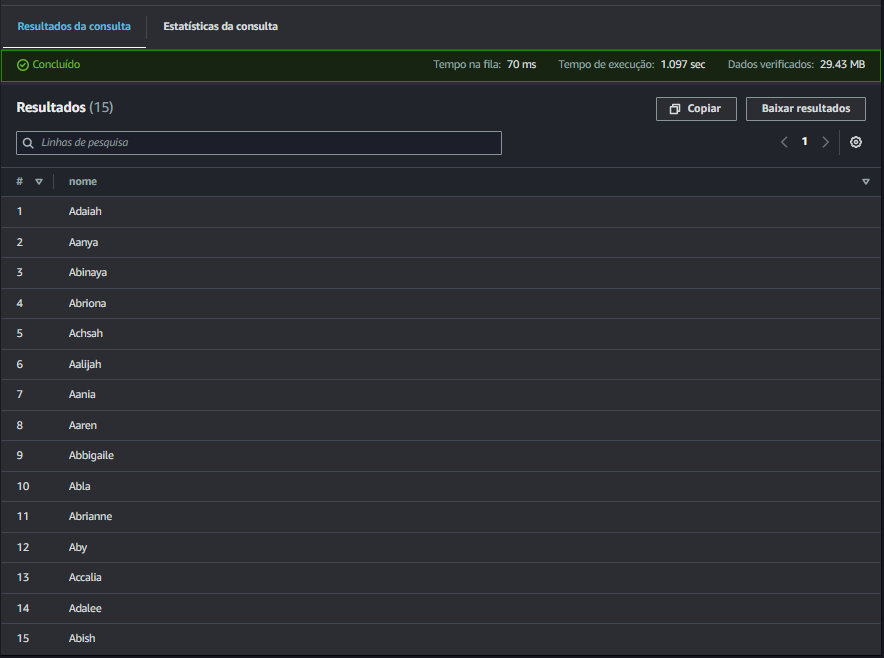 Resultados da consulta Estatísticas da consulta
Concluído Tempo na fila: 70 ms Tempo de execução: 1.097 sec Dados verificados: 29.43 MB
Resultados (15) Copiar Baixar resultados
Linhas de pesquisa 1
# nome
1 Adaiah
2 Aanya
3 Abinaya
4 Abriona
5 Achsah
6 Aalijah
7 Aania
8 Aaren
9 Abbigaile
10 Abla
11 Abrianne
12 Aby
13 Accalia
14 Adalee
15 Abish